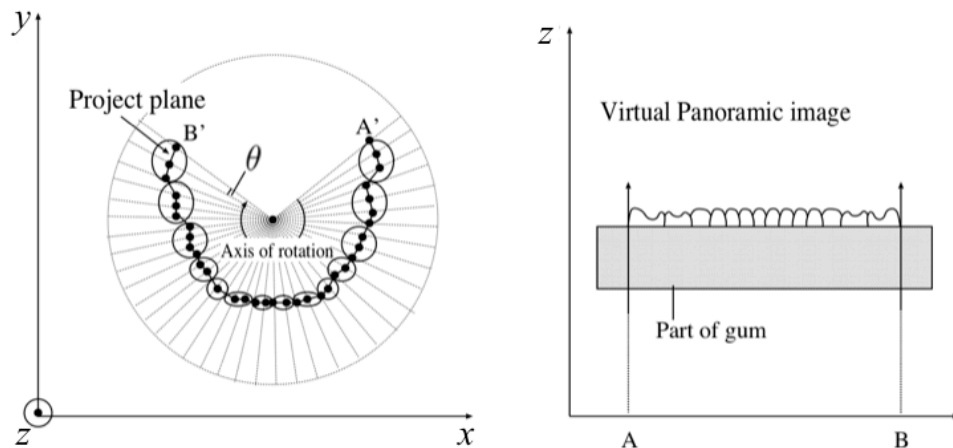 y
Project plane
B'
A'
θ
Axis of rotation
z
x
z
Virtual Panoramic image
Part of gum
A
B